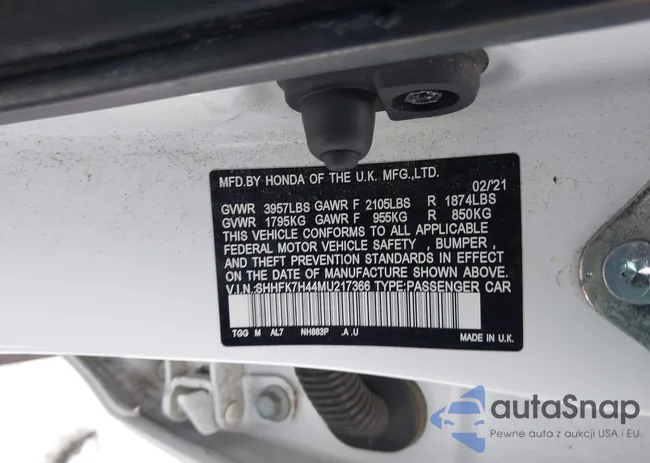 MFD.BY HONDA OF THE U.K. MFG.,LTD.
02/'21
GVWR 3957LBS GAWR F 2105LBS R 1874LBS
GVWR 1795KG GAWR F 955KG R 850KG
THIS VEHICLE CONFORMS TO ALL APPLICABLE
FEDERAL MOTOR VEHICLE SAFETY , BUMPER ,
AND THEFT PREVENTION STANDARDS IN EFFECT
ON THE DATE OF MANUFACTURE SHOWN ABOVE.
V.I.N.:SHHFK7H44MU217366 TYPE:PASSENGER CAR
TGG M AL7 NH883P .A .U
MADE IN U.K.
autaSnap
Pewne auta z aukcji USA i EU